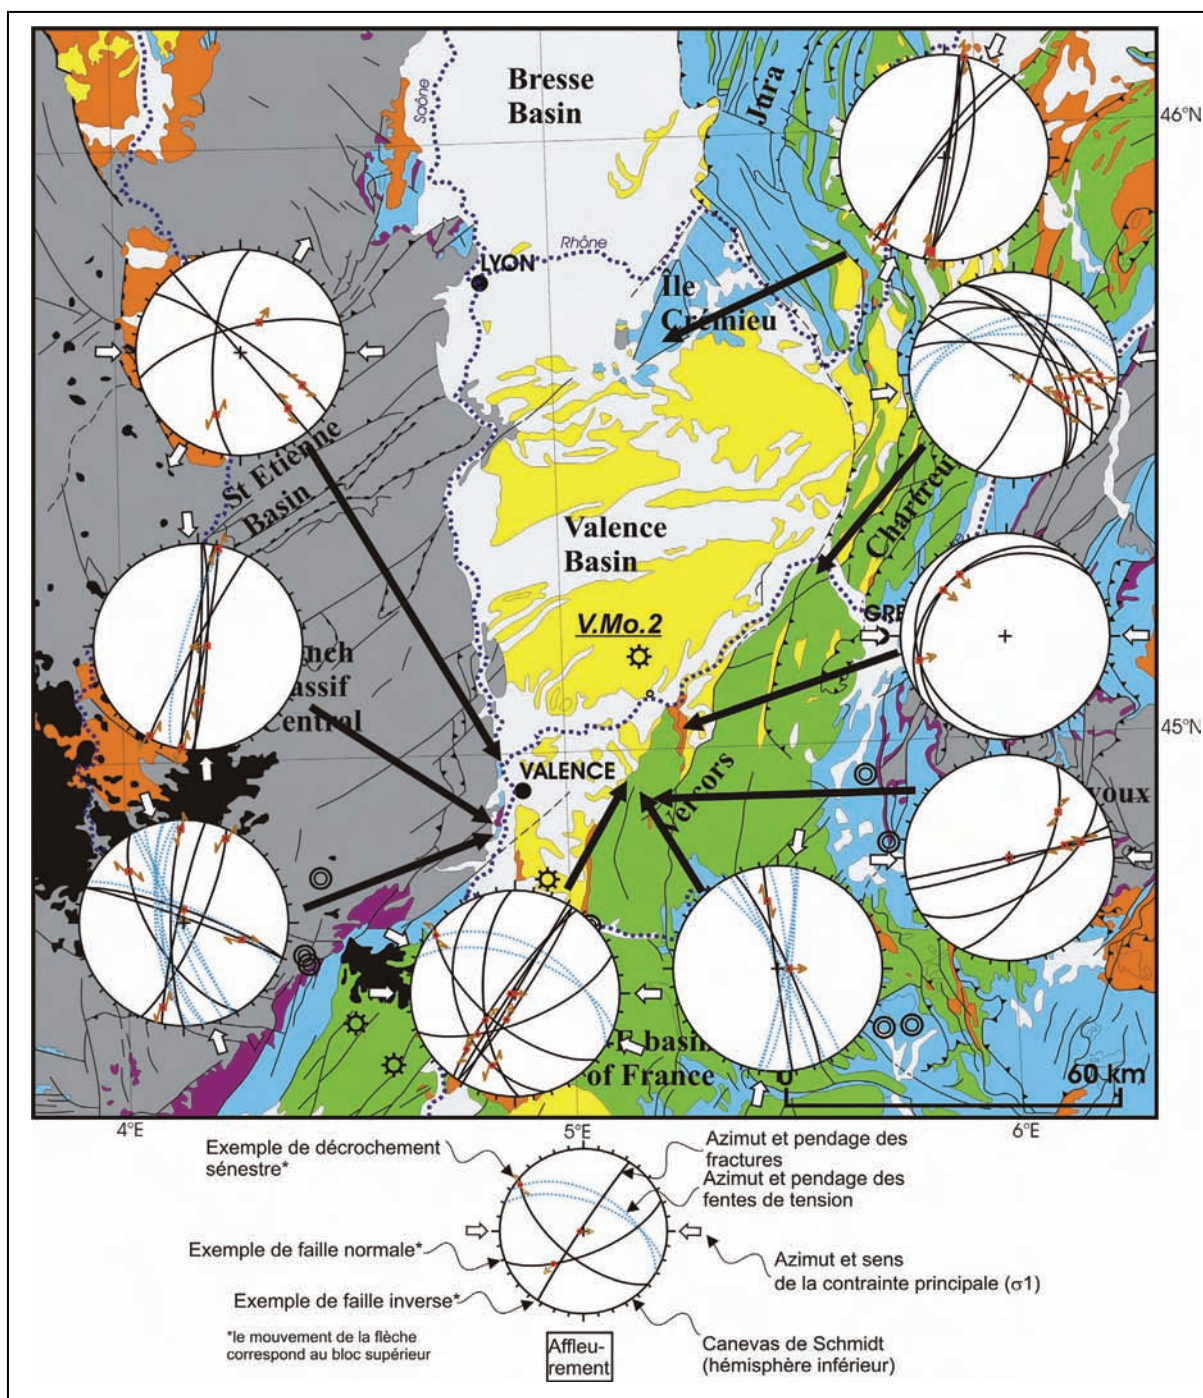 Bresse
Basin
Saône
Jura
46°N
Rhône
LYON
Île
Crémieu
St Etienne
Basin
Valence
Basin
V.Mo.2
45°N
VALENCE
Vercors
Central
basin
of France
60 km
4°E
5°E
6°E
Exemple de décrochement
sénestre*
Azimut et pendage des
fractures
Azimut et pendage des
fentes de tension
Exemple de faille normale*
Azimut et sens
de la contrainte principale (σ1)
Exemple de faille inverse*
*le mouvement de la flèche
correspond au bloc supérieur
Affleu-
rement
Canevas de Schmidt
(hémisphère inférieur)